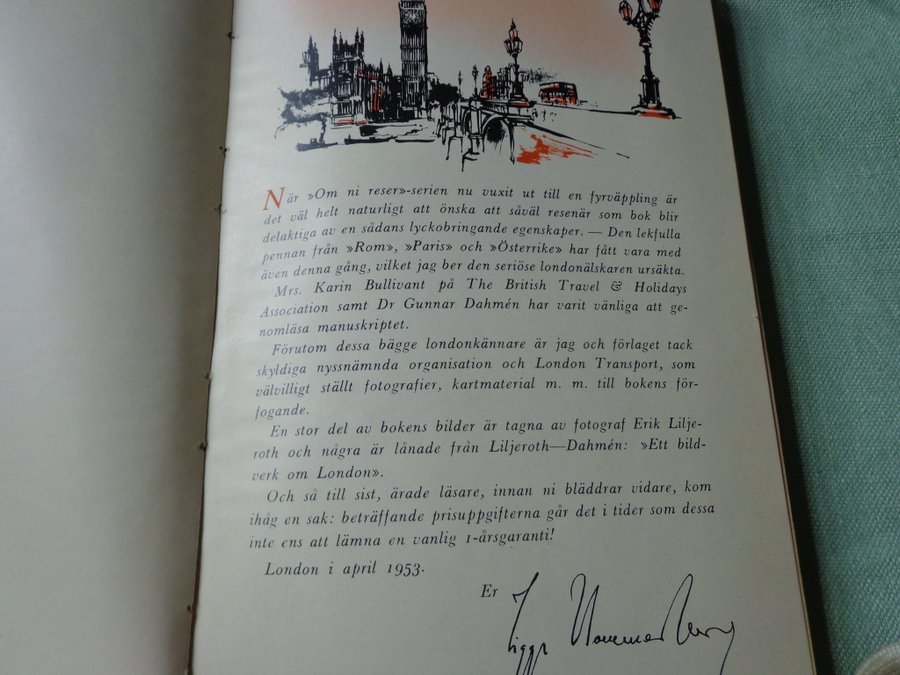 När »Om ni reser»-serien nu vuxit ut till en fyrväppling är
det väl helt naturligt att önska att såväl resenär som bok blir
delaktiga av en sådans lyckobringande egenskaper. — Den lekfulla
pennan från »Rom», »Paris» och »Österrike» har fått vara med
även denna gång, vilket jag ber den seriöse londonälskaren ursäkta.
Mrs. Karin Bullivant på The British Travel & Holidays
Association samt Dr Gunnar Dahmén har varit vänliga att ge-
nomläsa manuskriptet.
Förutom dessa bägge londonkännare är jag och förlaget tack
skyldiga nyssnämnda organisation och London Transport, som
välvilligt ställt fotografier, kartmaterial m. m. till bokens för-
fogande.
En stor del av bokens bilder är tagna av fotograf Erik Lilje-
roth och några är lånade från Liljeroth—Dahmén: »Ett bild-
verk om London».
Och så till sist, ärade läsare, innan ni bläddrar vidare, kom
ihåg en sak: beträffande prisuppgifterna går det i tider som dessa
inte ens att lämna en vanlig 1-årsgaranti!
London i april 1953.
Er